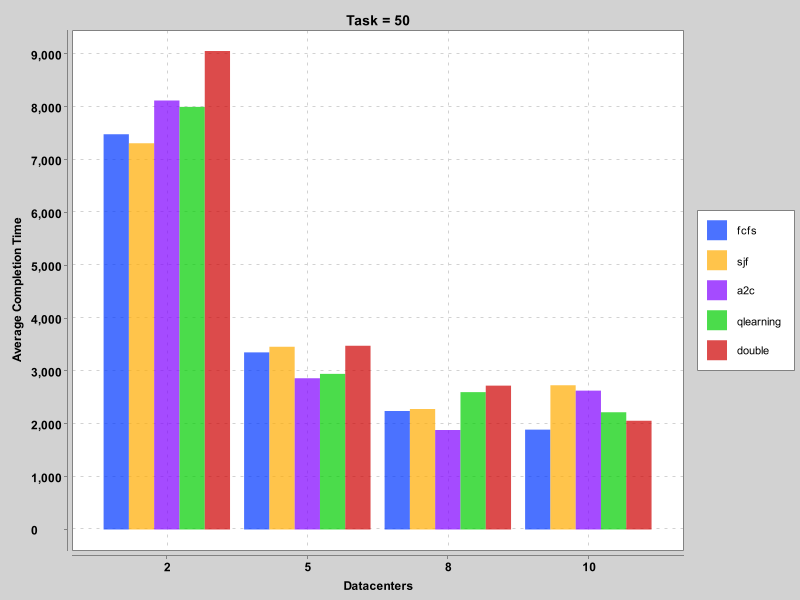 Task = 50
Average Completion Time
9,000
8,000
7,000
6,000
5,000
4,000
3,000
2,000
1,000
0
2 5 8 10
Datacenters
fcfs
sjf
a2c
qlearning
double